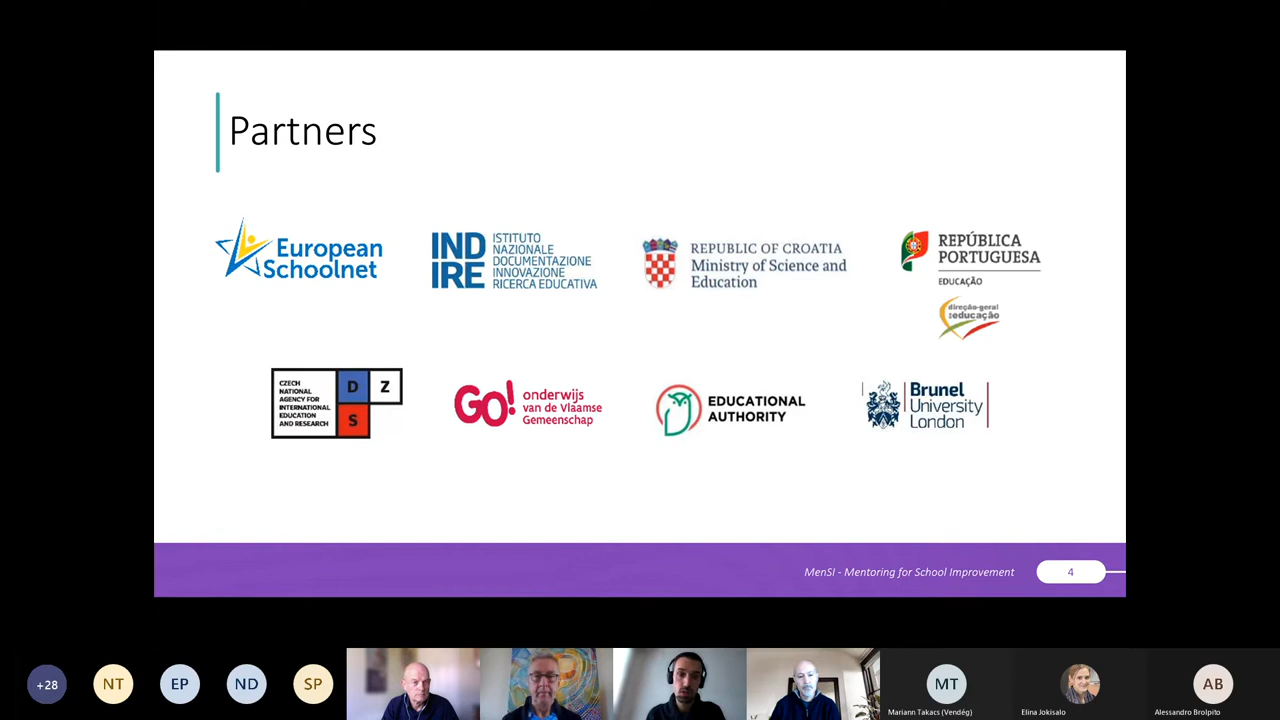 Partners
European
Schoolnet
IND
IRE
ISTITUTO
NAZIONALE
DOCUMENTAZIONE
INNOVAZIONE
RICERCA EDUCATIVA
REPUBLIC OF CROATIA
Ministry of Science and
Education
REPÚBLICA
PORTUGUESA
EDUCAÇÃO
direção-geral
da educação
CZECH
NATIONAL
AGENCY FOR
INTERNATIONAL
EDUCATION
AND RESEARCH
D Z
S
GO!
onderwijs
van de Vlaamse
Gemeenschap
EDUCATIONAL
AUTHORITY
Brunel
University
London
MenSI - Mentoring for School Improvement
4
+28
NT
EP
ND
SP
MT
Mariann Takacs (Vendég)
Elina Jokisalo
AB
Alessandro Brolpito